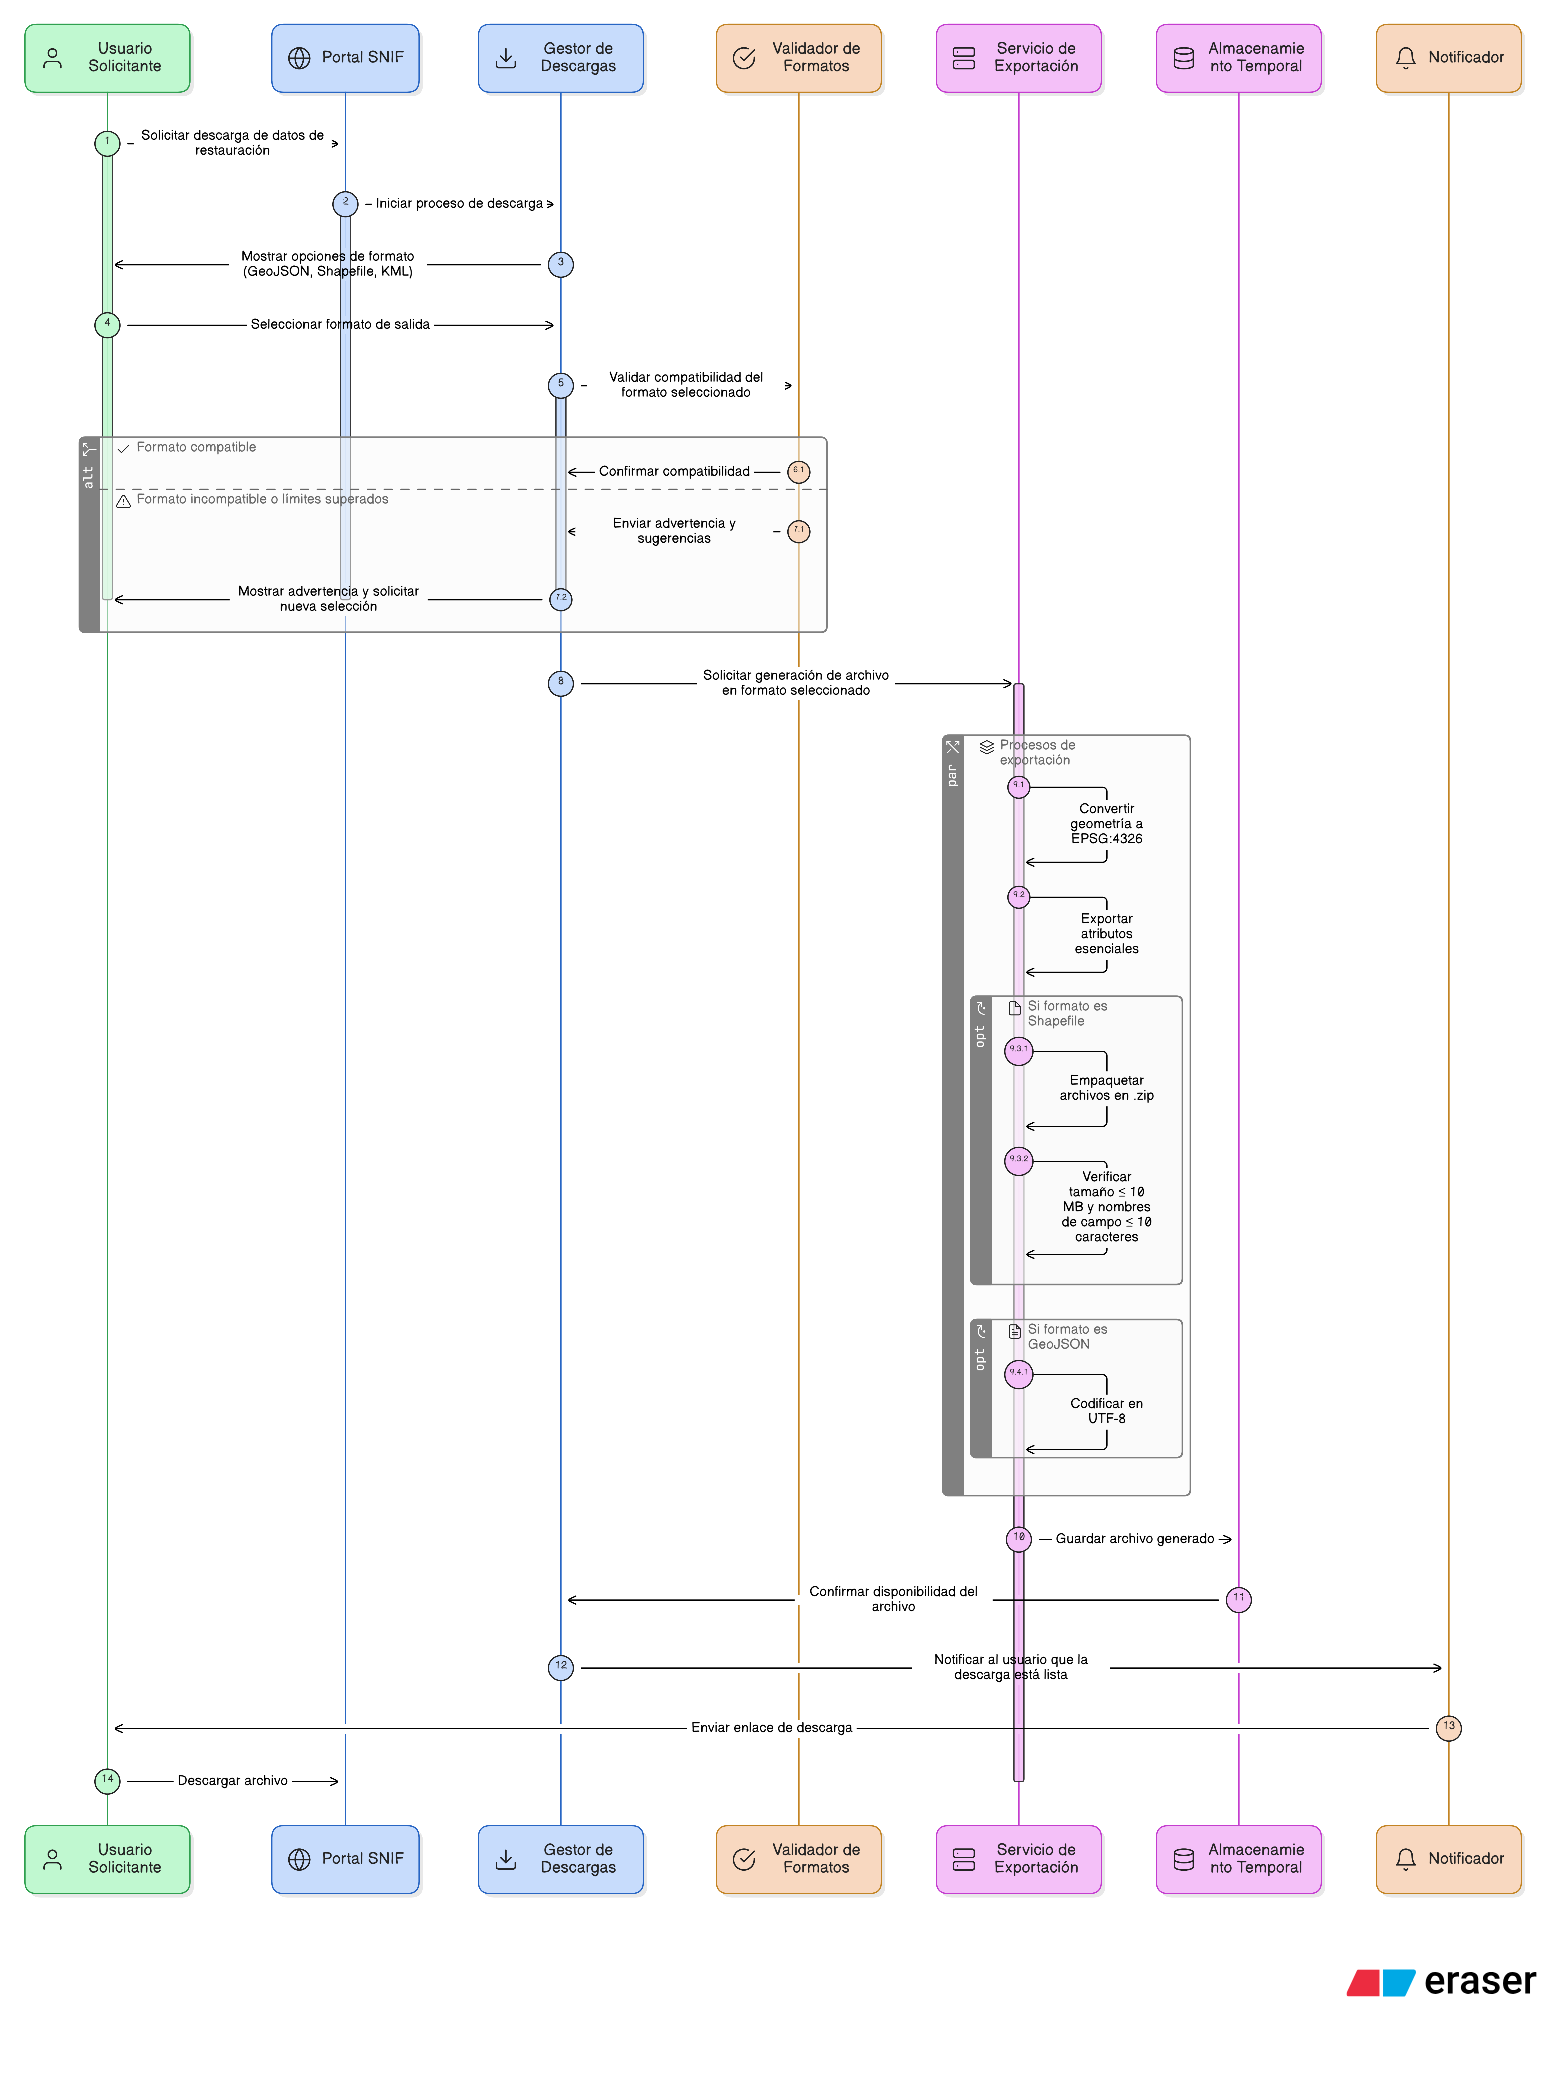 Usuario
Solicitante
Portal SNIF
Gestor de
Descargas
Validador de
Formatos
Servicio de
Exportación
Almacenamie
nto Temporal
Notificador
1
Solicitar descarga de datos de
restauración
2
Iniciar proceso de descarga
Mostrar opciones de formato
(GeoJSON, Shapefile, KML)
3
4
Seleccionar formato de salida
5
Validar compatibilidad del
formato seleccionado
alt
Formato compatible
Confirmar compatibilidad
6.1
Formato incompatible o límites superados
Enviar advertencia y
sugerencias
7.1
Mostrar advertencia y solicitar
nueva selección
7.2
8
Solicitar generación de archivo
en formato seleccionado
par
Procesos de
exportación
9.1
Convertir
geometría a
EPSG:4326
9.2
Exportar
atributos
esenciales
opt
Si formato es
Shapefile
9.3.1
Empaquetar
archivos en .zip
9.3.2
Verificar
tamaño ≤ 10
MB y nombres
de campo ≤ 10
caracteres
opt
Si formato es
GeoJSON
9.4.1
Codificar en
UTF-8
10
Guardar archivo generado
Confirmar disponibilidad del
archivo
11
12
Notificar al usuario que la
descarga está lista
Enviar enlace de descarga
13
14
Descargar archivo
Usuario
Solicitante
Portal SNIF
Gestor de
Descargas
Validador de
Formatos
Servicio de
Exportación
Almacenamie
nto Temporal
Notificador
eraser